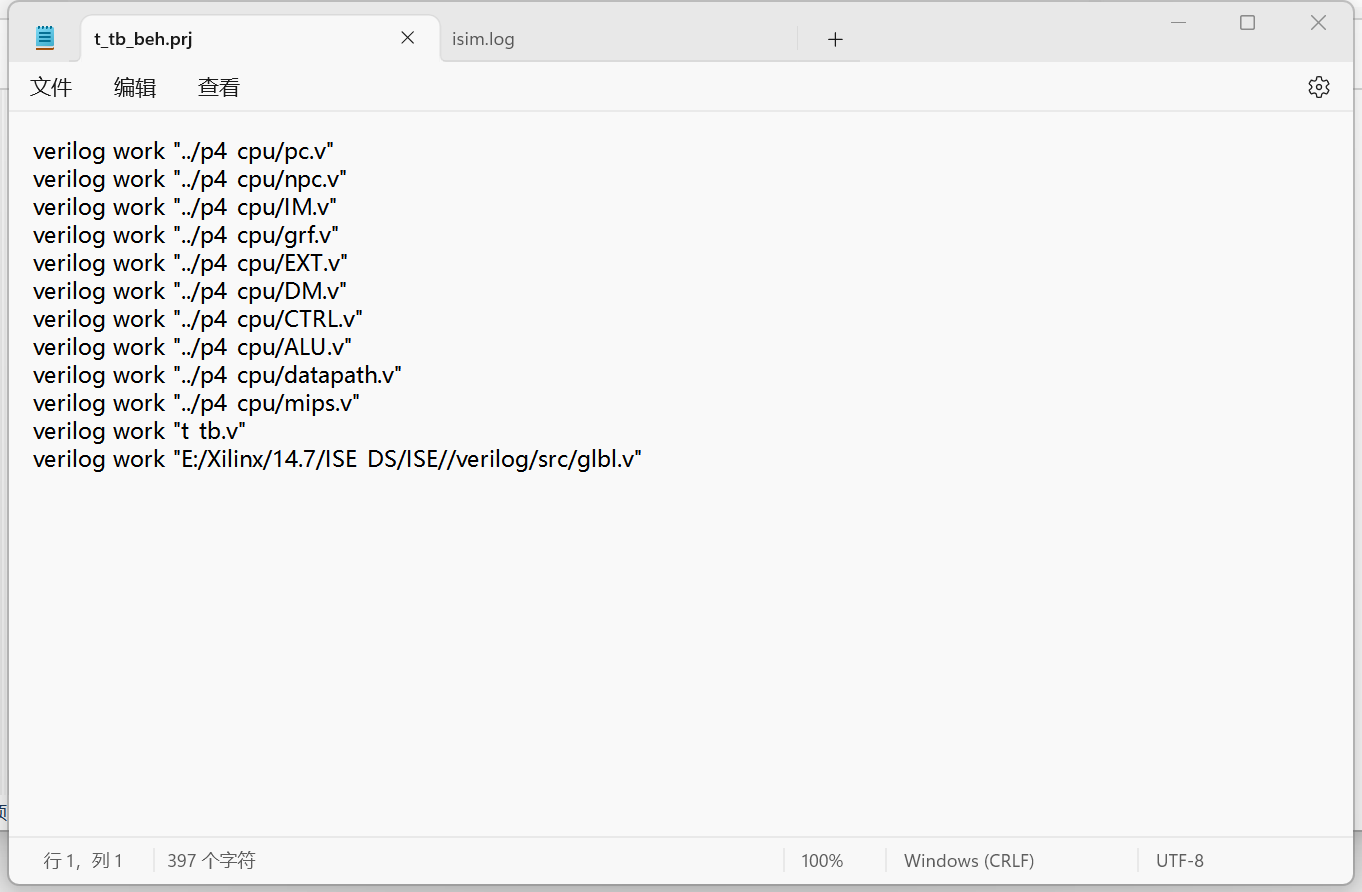 t_tb_beh.prj
isim.log
文件 编辑 查看
verilog work "../p4 cpu/pc.v"
verilog work "../p4 cpu/npc.v"
verilog work "../p4 cpu/IM.v"
verilog work "../p4 cpu/grf.v"
verilog work "../p4 cpu/EXT.v"
verilog work "../p4 cpu/DM.v"
verilog work "../p4 cpu/CTRL.v"
verilog work "../p4 cpu/ALU.v"
verilog work "../p4 cpu/datapath.v"
verilog work "../p4 cpu/mips.v"
verilog work "t tb.v"
verilog work "E:/Xilinx/14.7/ISE DS/ISE//verilog/src/glbl.v"
行 1，列 1 397 个字符 100% Windows (CRLF) UTF-8